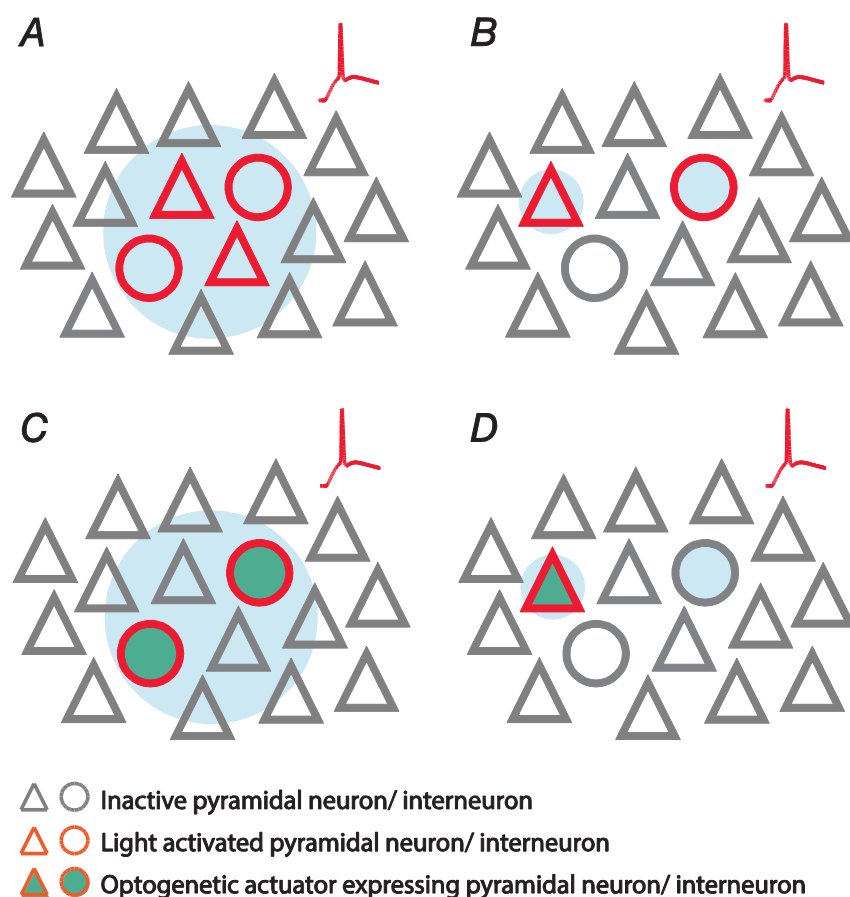 A
B
C
D
Inactive pyramidal neuron/ interneuron
Light activated pyramidal neuron/ interneuron
Optogenetic actuator expressing pyramidal neuron/ interneuron